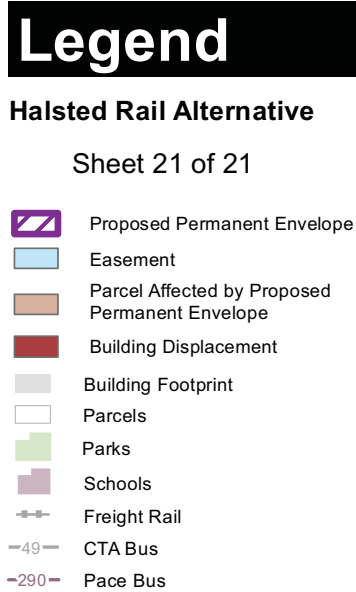 Legend
Halsted Rail Alternative
Sheet 21 of 21
Proposed Permanent Envelope
Easement
Parcel Affected by Proposed
Permanent Envelope
Building Displacement
Building Footprint
Parcels
Parks
Schools
Freight Rail
49 CTA Bus
290 Pace Bus